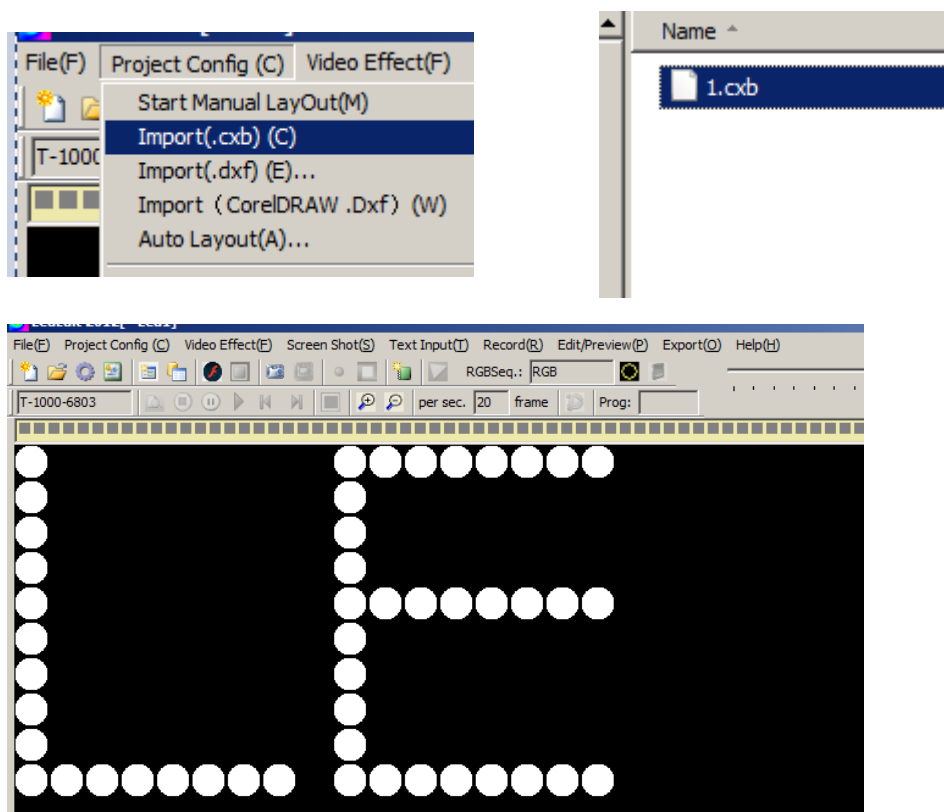 File(F) Project Config (C) Video Effect(F)
Start Manual LayOut(M)
Import(.cxb) (C)
T-1000
Import(.dxf) (E)...
Import（CorelDRAW .Dxf）(W)
Auto Layout(A)...
Name
1.cxb
File(F) Project Config (C) Video Effect(F) Screen Shot(S) Text Input(T) Record(R) Edit/Preview(P) Export(O) Help(H)
RGBSeq.: RGB
T-1000-6803 per sec. 20 frame Prog:
LE